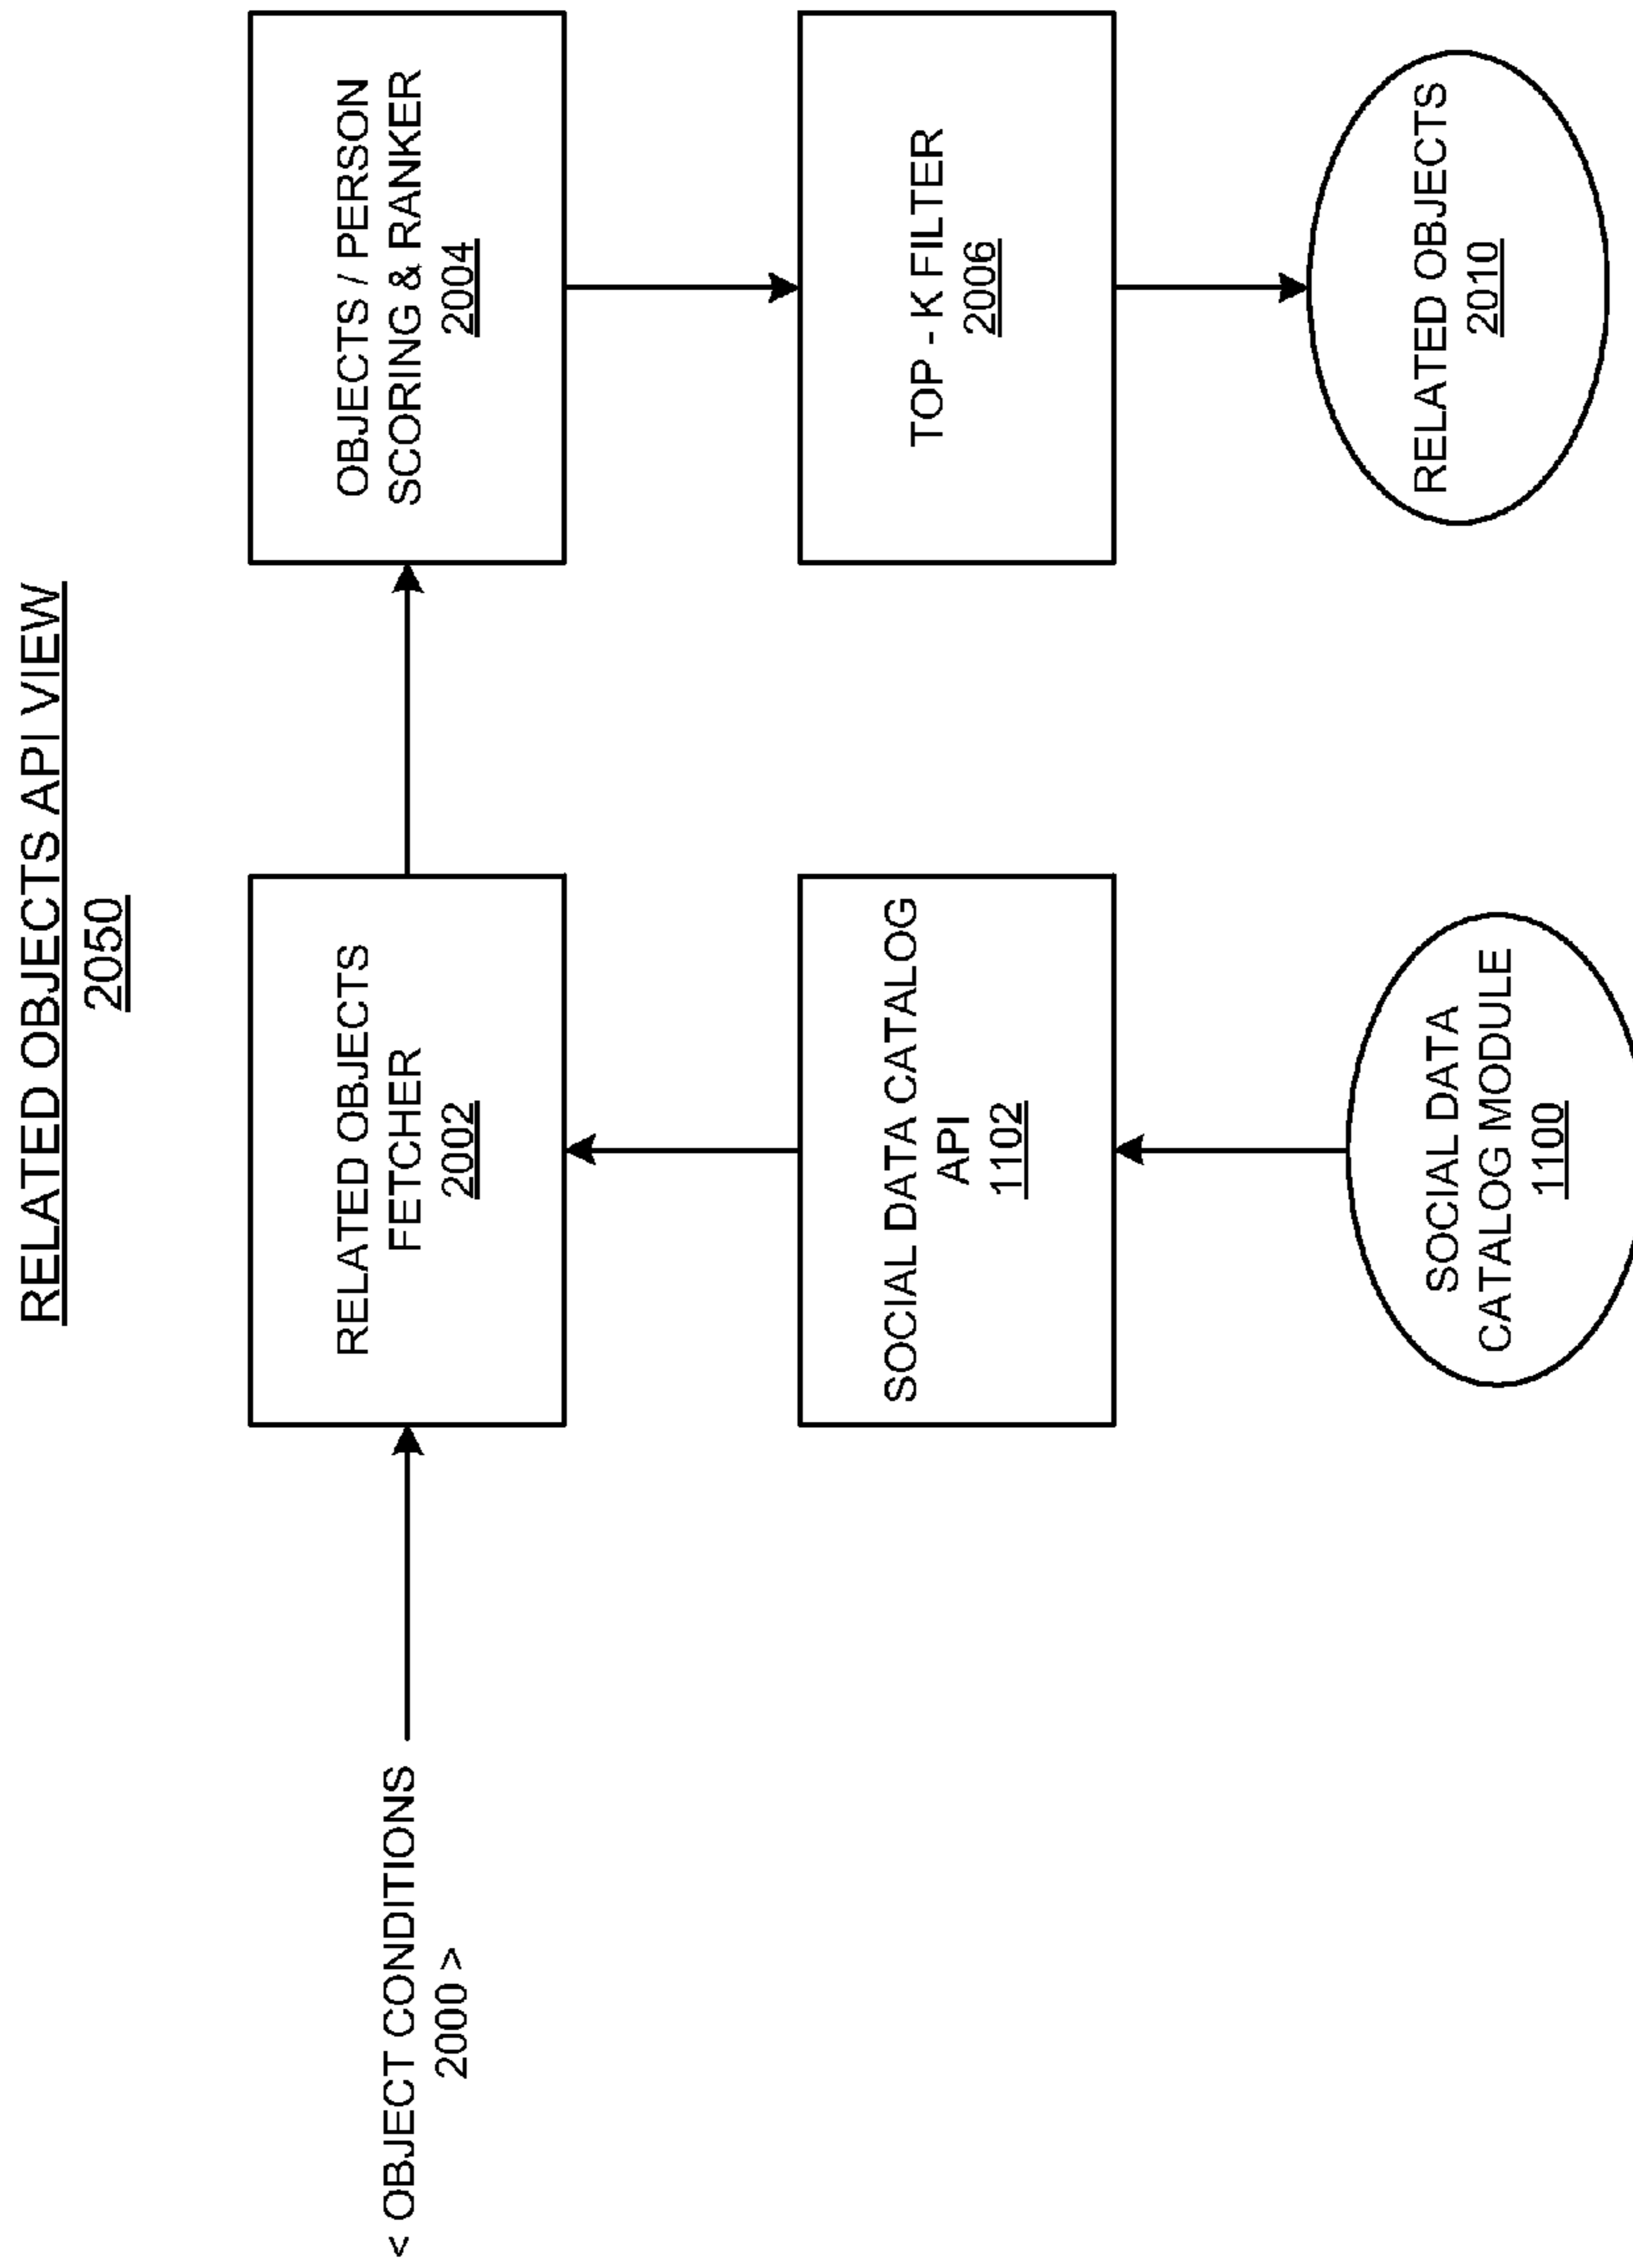 RELATED OBJECTS API VIEW
2050
< OBJECT CONDITIONS
2000 >
RELATED OBJECTS
FETCHER
2002
OBJECTS / PERSON
SCORING & RANKER
2004
SOCIAL DATA CATALOG
API
1102
TOP - K FILTER
2006
SOCIAL DATA
CATALOG MODULE
1100
RELATED OBJECTS
2010